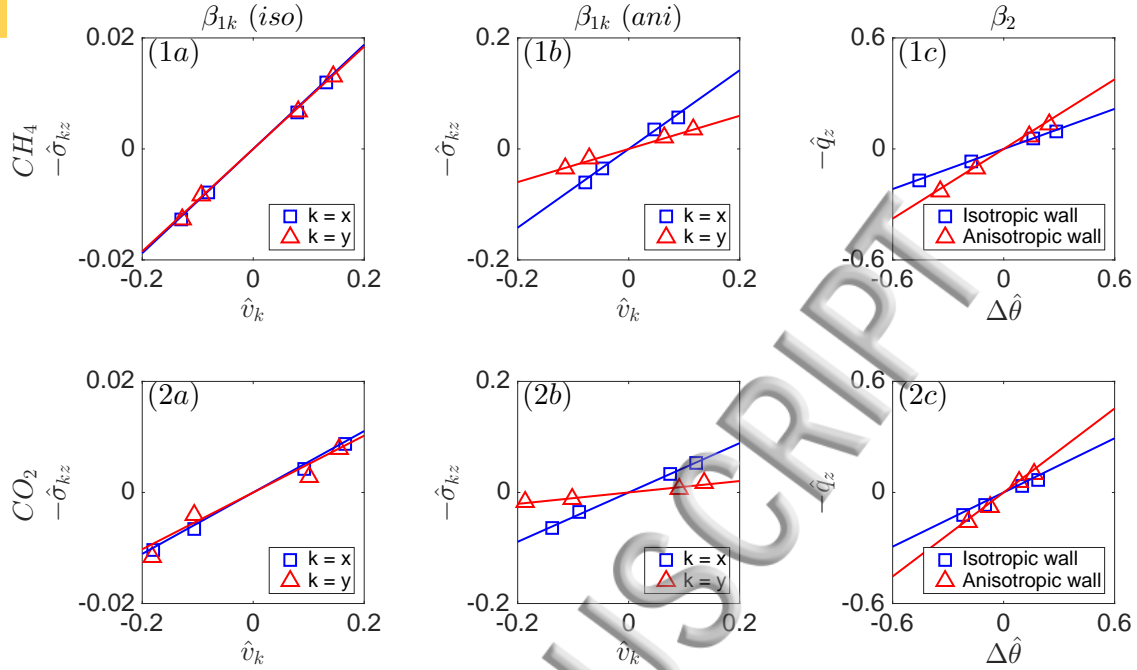 β1k (iso) β1k (ani) β2
0.02 0.2 0.6
(1a) (1b) (1c)
CH4
−σ̂kz −σ̂kz −q̂z
0 0 0
k = x k = x Isotropic wall
k = y k = y Anisotropic wall
-0.02 -0.2 -0.6
-0.2 0 0.2 -0.2 0 0.2 -0.6 0 0.6
v̂k v̂k Δθ̂
0.02 0.2 0.6
(2a) (2b) (2c)
CO2
−σ̂kz −σ̂kz −q̂z
0 0 0
k = x k = x Isotropic wall
k = y k = y Anisotropic wall
-0.02 -0.2 -0.6
-0.2 0 0.2 -0.2 0 0.2 -0.6 0 0.6
v̂k v̂k Δθ̂
USCRIPT